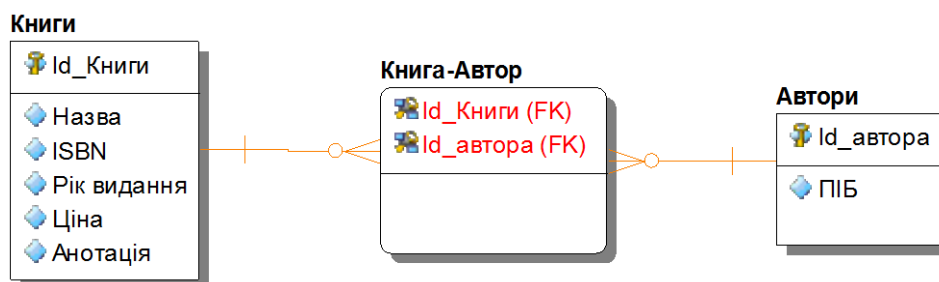 Книги
Id_Книги
Назва
ISBN
Рік видання
Ціна
Анотація
Книга-Автор
Id_Книги (FK)
Id_автора (FK)
Автори
Id_автора
ПІБ